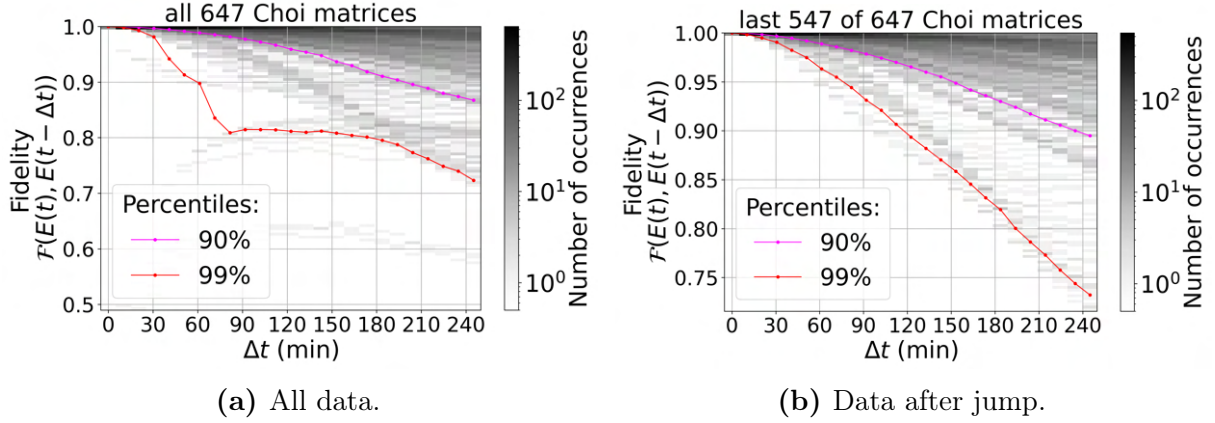 all 647 Choi matrices
1.0
0.9
0.8
0.7
0.6
0.5
Fidelity
𝓕(E(t), E(t − Δt))
Percentiles:
90%
99%
0 30 60 90 120 150 180 210 240
Δt (min)
10²
10¹
10⁰
Number of occurrences
(a) All data.
last 547 of 647 Choi matrices
1.00
0.95
0.90
0.85
0.80
0.75
Fidelity
𝓕(E(t), E(t − Δt))
Percentiles:
90%
99%
0 30 60 90 120 150 180 210 240
Δt (min)
10²
10¹
10⁰
Number of occurrences
(b) Data after jump.